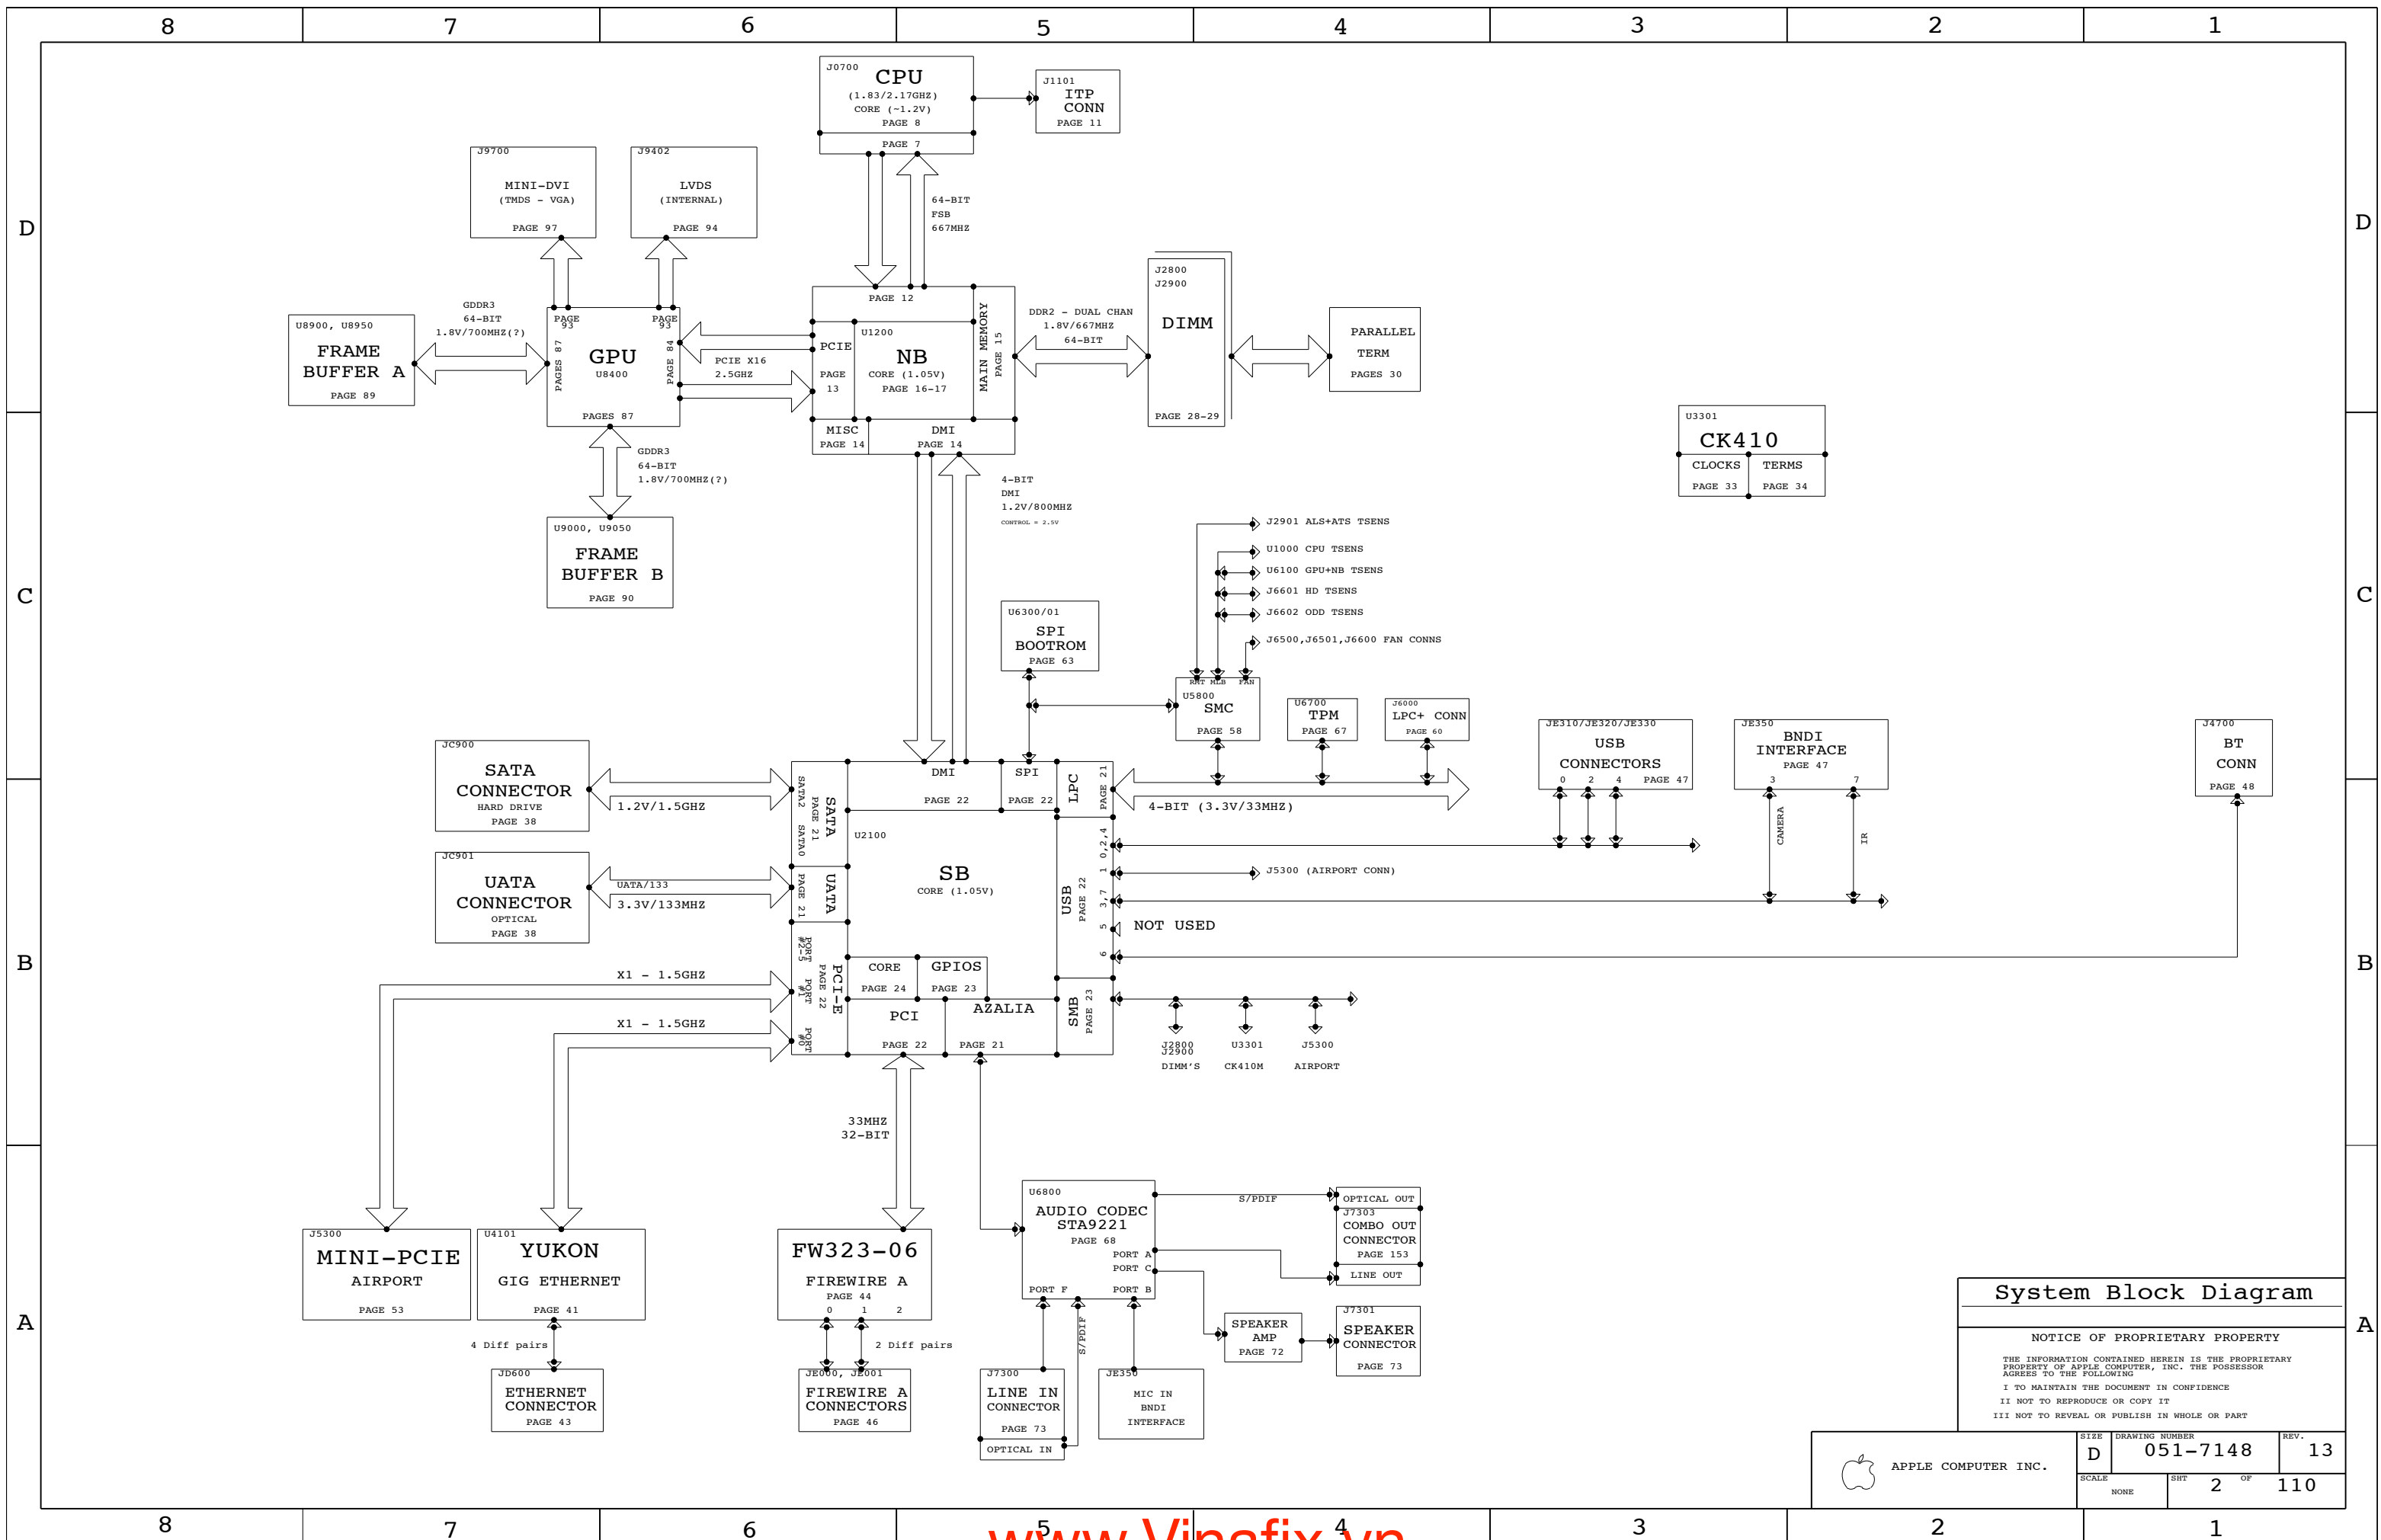 8 7 6 5 4 3 2 1
D
C
B
A
D
C
B
A
J0700
CPU
(1.83/2.17GHZ)
CORE (~1.2V)
PAGE 8
PAGE 7
J1101
ITP
CONN
PAGE 11
J9700
MINI-DVI
(TMDS - VGA)
PAGE 97
J9402
LVDS
(INTERNAL)
PAGE 94
64-BIT
FSB
667MHZ
U8900, U8950
FRAME
BUFFER A
PAGE 89
GDDR3
64-BIT
1.8V/700MHZ(?)
PAGE
93
PAGE
93
PAGES 87
GPU
U8400
PAGE 84
PAGES 87
PCIE X16
2.5GHZ
PAGE 12
U1200
PCIE
PAGE
13
NB
CORE (1.05V)
PAGE 16-17
MAIN MEMORY
PAGE 15
MISC
PAGE 14
DMI
PAGE 14
DDR2 - DUAL CHAN
1.8V/667MHZ
64-BIT
J2800
J2900
DIMM
PAGE 28-29
PARALLEL
TERM
PAGES 30
U3301
CK410
CLOCKS
PAGE 33
TERMS
PAGE 34
GDDR3
64-BIT
1.8V/700MHZ(?)
U9000, U9050
FRAME
BUFFER B
PAGE 90
4-BIT
DMI
1.2V/800MHZ
CONTROL = 2.5V
J2901 ALS+ATS TSENS
U1000 CPU TSENS
U6100 GPU+NB TSENS
J6601 HD TSENS
J6602 ODD TSENS
J6500,J6501,J6600 FAN CONNS
U6300/01
SPI
BOOTROM
PAGE 63
RMT MLB FAN
U5800
SMC
PAGE 58
U6700
TPM
PAGE 67
J6000
LPC+ CONN
PAGE 60
JE310/JE320/JE330
USB
CONNECTORS
0 2 4 PAGE 47
JE350
BNDI
INTERFACE
PAGE 47
3 7
J4700
BT
CONN
PAGE 48
CAMERA
IR
JC900
SATA
CONNECTOR
HARD DRIVE
PAGE 38
1.2V/1.5GHZ
JC901
UATA
CONNECTOR
OPTICAL
PAGE 38
UATA/133
3.3V/133MHZ
SATA
PAGE 21
SATA2 SATA0
UATA
PAGE 21
PCI-E
PAGE 22
PORT
#2-5
PORT
#1
PORT
#0
U2100
DMI
PAGE 22
SPI
PAGE 22
LPC
PAGE 21
4-BIT (3.3V/33MHZ)
SB
CORE (1.05V)
USB
PAGE 22
0,2,4
1
3,7
5
6
J5300 (AIRPORT CONN)
NOT USED
CORE
PAGE 24
GPIOS
PAGE 23
PCI
PAGE 22
AZALIA
PAGE 21
SMB
PAGE 23
J2800
J2900
DIMM'S
U3301
CK410M
J5300
AIRPORT
X1 - 1.5GHZ
X1 - 1.5GHZ
33MHZ
32-BIT
J5300
MINI-PCIE
AIRPORT
PAGE 53
U4101
YUKON
GIG ETHERNET
PAGE 41
4 Diff pairs
JD600
ETHERNET
CONNECTOR
PAGE 43
FW323-06
FIREWIRE A
PAGE 44
0 1 2
2 Diff pairs
JE000, JE001
FIREWIRE A
CONNECTORS
PAGE 46
U6800
AUDIO CODEC
STA9221
PAGE 68
PORT A
PORT C
PORT F
PORT B
S/PDIF
OPTICAL OUT
J7303
COMBO OUT
CONNECTOR
PAGE 153
LINE OUT
S/PDIF
J7300
LINE IN
CONNECTOR
PAGE 73
OPTICAL IN
JE350
MIC IN
BNDI
INTERFACE
SPEAKER
AMP
PAGE 72
J7301
SPEAKER
CONNECTOR
PAGE 73
System Block Diagram
NOTICE OF PROPRIETARY PROPERTY
THE INFORMATION CONTAINED HEREIN IS THE PROPRIETARY
PROPERTY OF APPLE COMPUTER, INC. THE POSSESSOR
AGREES TO THE FOLLOWING
I TO MAINTAIN THE DOCUMENT IN CONFIDENCE
II NOT TO REPRODUCE OR COPY IT
III NOT TO REVEAL OR PUBLISH IN WHOLE OR PART
APPLE COMPUTER INC.
SIZE
D
DRAWING NUMBER
051-7148
REV.
13
SCALE
NONE
SHT
2
OF
110
8 7 6 5 4 3 2 1
www.Vinafix.vn